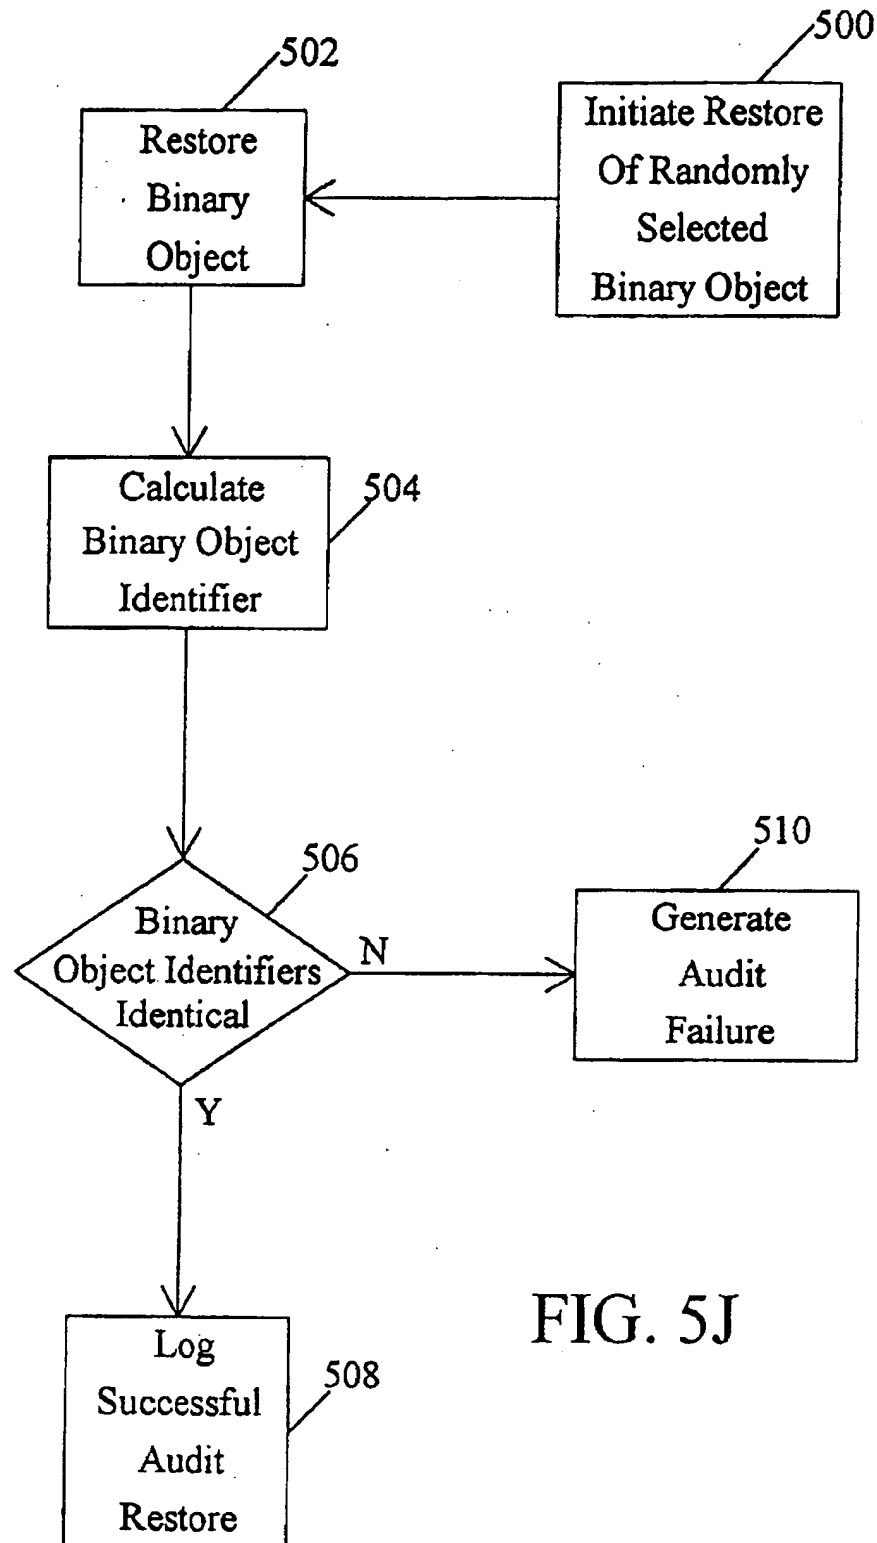 500
Initiate Restore
Of Randomly
Selected
Binary Object
502
Restore
Binary
Object
504
Calculate
Binary Object
Identifier
506
Binary
Object Identifiers
Identical
N
Y
510
Generate
Audit
Failure
508
Log
Successful
Audit
Restore
FIG. 5J